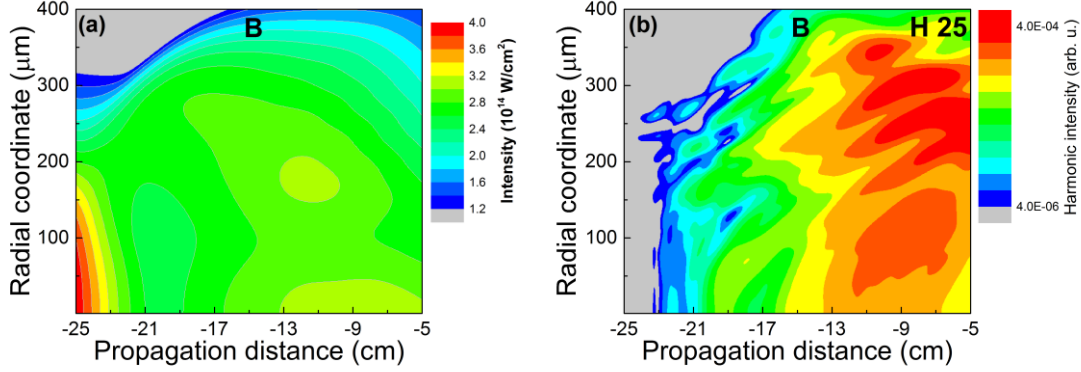 (a)
B
400
300
200
100
Radial coordinate (μm)
-25 -21 -17 -13 -9 -5
Propagation distance (cm)
4.0
3.6
3.2
2.8
2.4
2.0
1.6
1.2
Intensity (10¹⁴ W/cm²)
(b)
B
H 25
400
300
200
100
Radial coordinate (μm)
-25 -21 -17 -13 -9 -5
Propagation distance (cm)
4.0E-04
4.0E-06
Harmonic intensity (arb. u.)